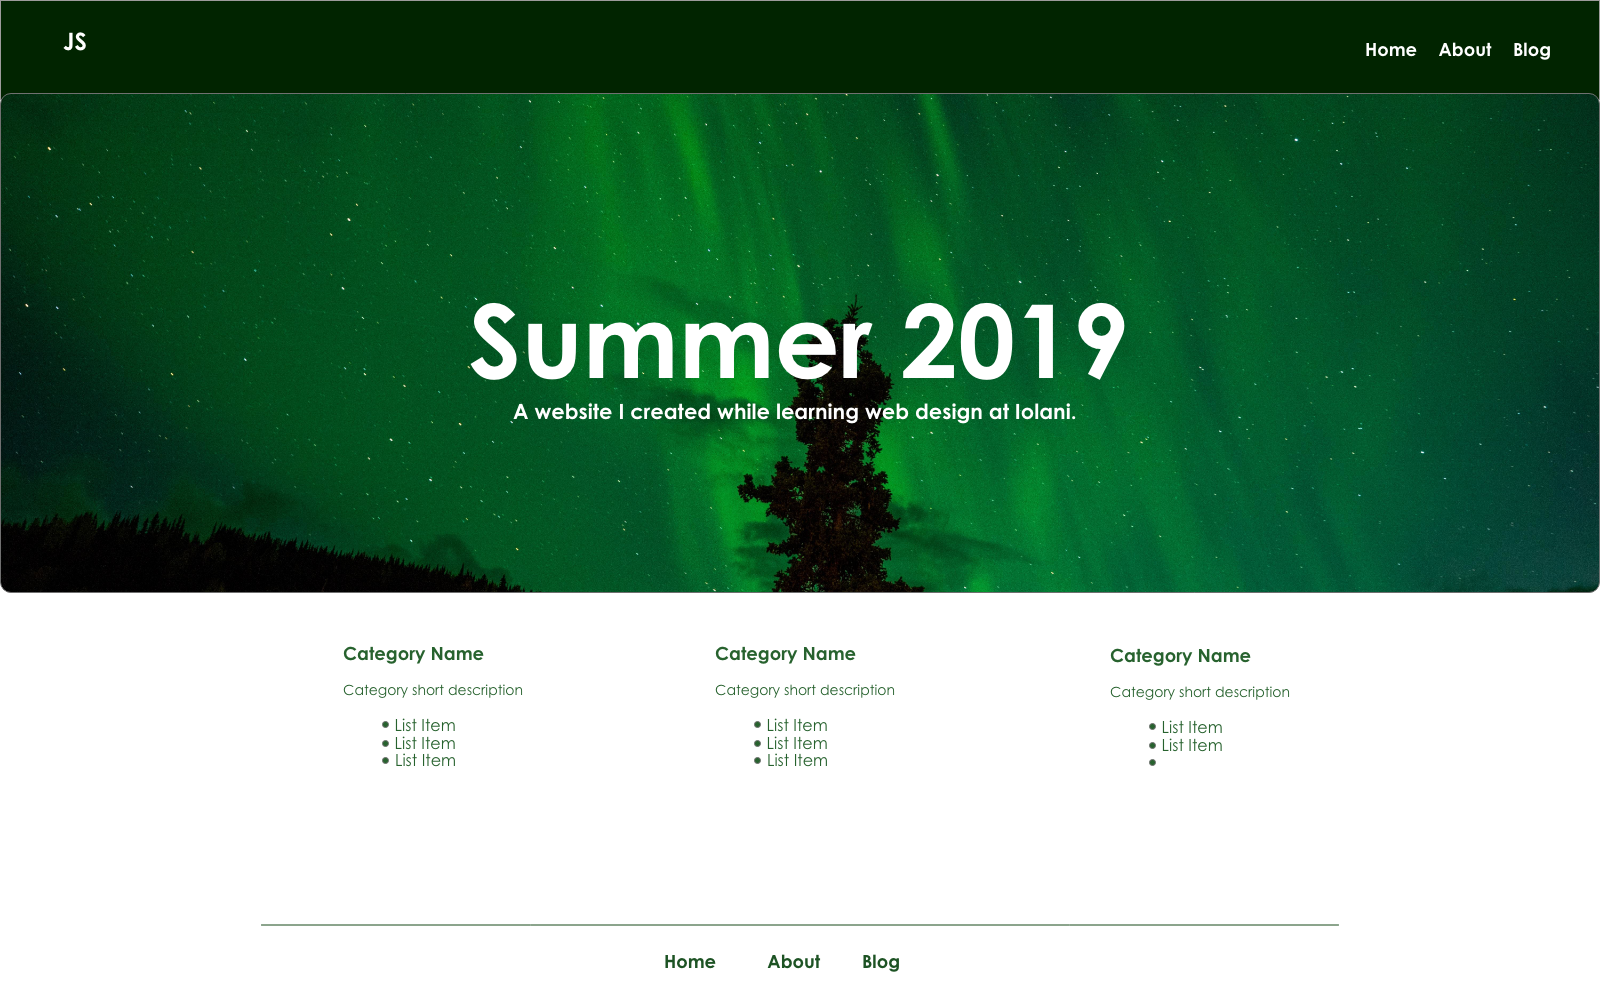 JS
Home About Blog
Summer 2019
A website I created while learning web design at Iolani.
Category Name
Category short description
List Item
List Item
List Item
Category Name
Category short description
List Item
List Item
List Item
Category Name
Category short description
List Item
List Item
Home About Blog